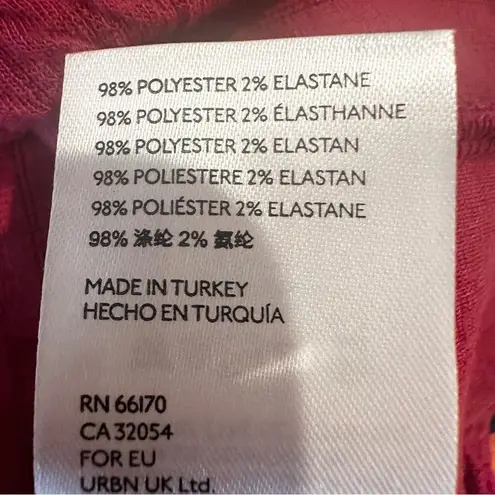 98% POLYESTER 2% ELASTANE
98% POLYESTER 2% ÉLASTHANNE
98% POLYESTER 2% ELASTAN
98% POLIESTERE 2% ELASTAN
98% POLIÉSTER 2% ELASTANE
98% 涤纶 2% 氨纶
MADE IN TURKEY
HECHO EN TURQUÍA
RN 66170
CA 32054
FOR EU
URBN UK Ltd.